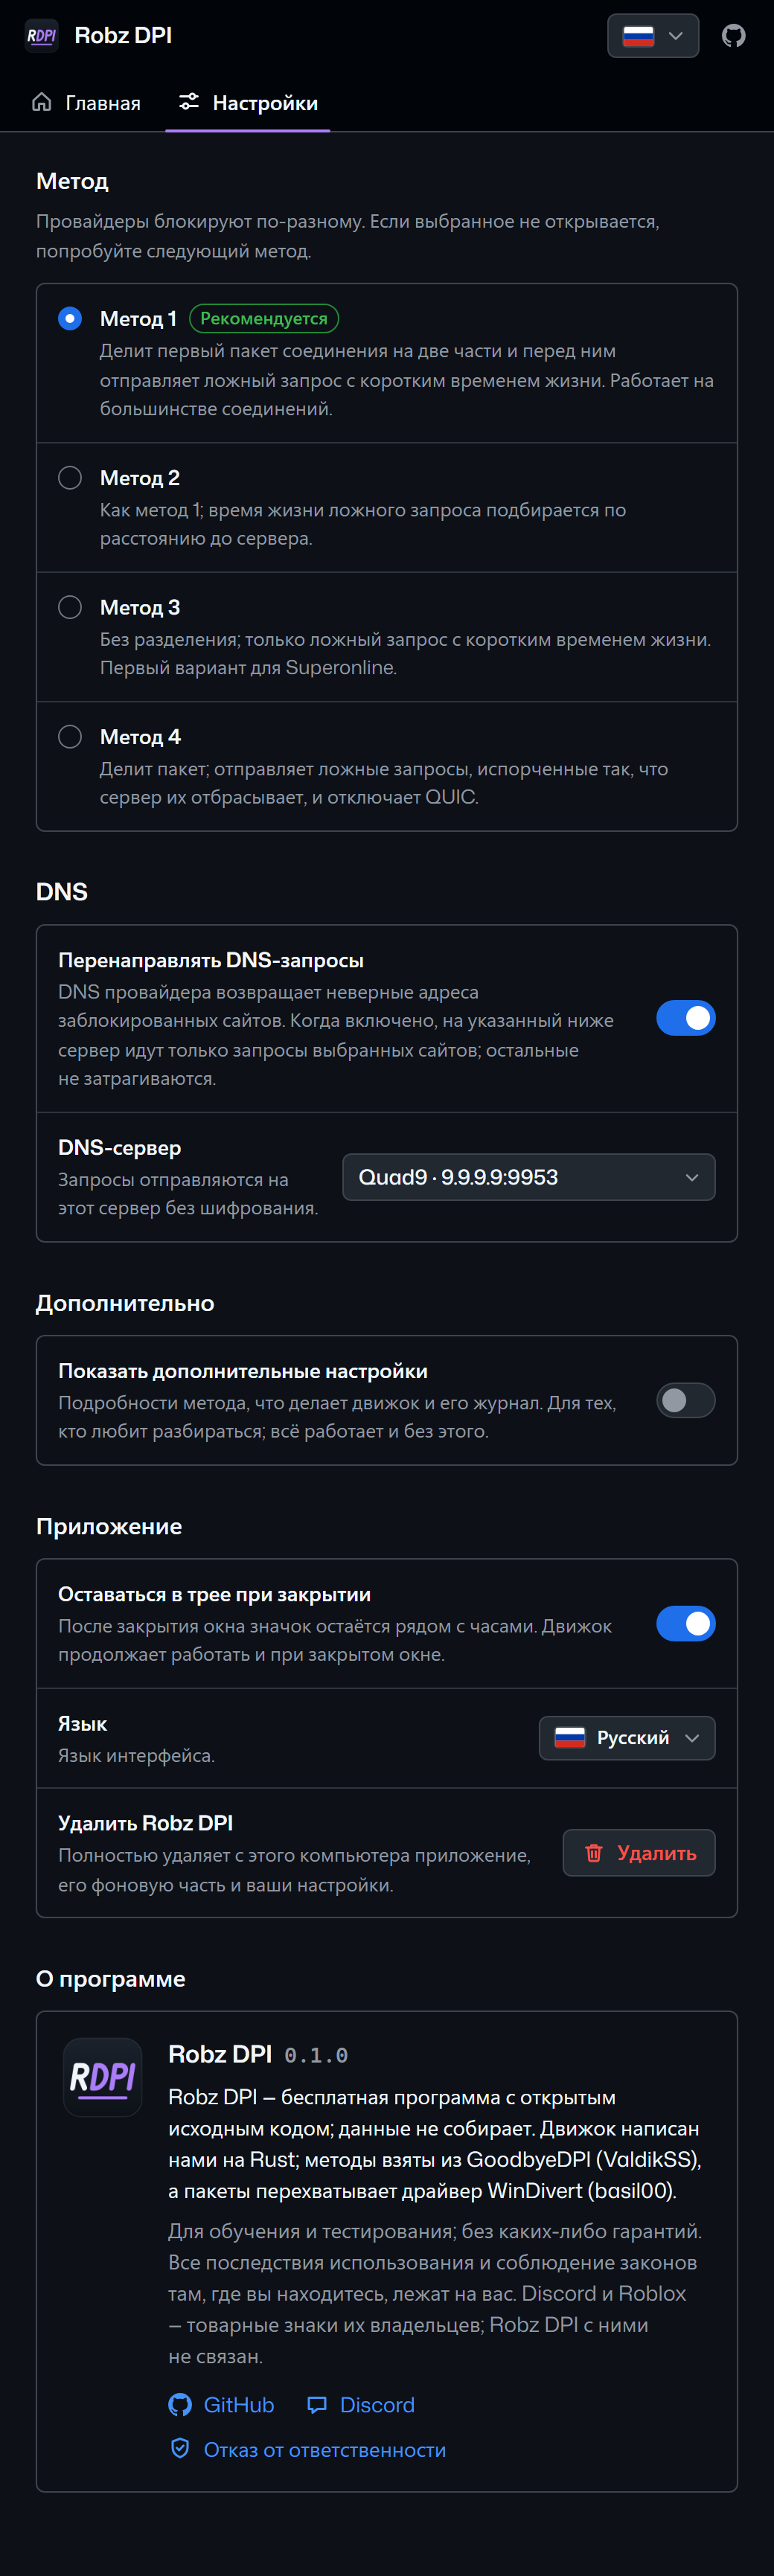 RDPI Robz DPI
Главная Настройки
Метод
Провайдеры блокируют по-разному. Если выбранное не открывается,
попробуйте следующий метод.
Метод 1 Рекомендуется
Делит первый пакет соединения на две части и перед ним
отправляет ложный запрос с коротким временем жизни. Работает на
большинстве соединений.
Метод 2
Как метод 1; время жизни ложного запроса подбирается по
расстоянию до сервера.
Метод 3
Без разделения; только ложный запрос с коротким временем жизни.
Первый вариант для Superonline.
Метод 4
Делит пакет; отправляет ложные запросы, испорченные так, что
сервер их отбрасывает, и отключает QUIC.
DNS
Перенаправлять DNS-запросы
DNS провайдера возвращает неверные адреса
заблокированных сайтов. Когда включено, на указанный ниже
сервер идут только запросы выбранных сайтов; остальные
не затрагиваются.
DNS-сервер
Запросы отправляются на
этот сервер без шифрования.
Quad9 · 9.9.9.9:9953
Дополнительно
Показать дополнительные настройки
Подробности метода, что делает движок и его журнал. Для тех,
кто любит разбираться; всё работает и без этого.
Приложение
Оставаться в трее при закрытии
После закрытия окна значок остаётся рядом с часами. Движок
продолжает работать и при закрытом окне.
Язык
Язык интерфейса.
Русский
Удалить Robz DPI
Полностью удаляет с этого компьютера приложение,
его фоновую часть и ваши настройки.
Удалить
О программе
RDPI
Robz DPI 0.1.0
Robz DPI — бесплатная программа с открытым
исходным кодом; данные не собирает. Движок написан
нами на Rust; методы взяты из GoodbyeDPI (ValdikSS),
а пакеты перехватывает драйвер WinDivert (basil00).
Для обучения и тестирования; без каких-либо гарантий.
Все последствия использования и соблюдение законов
там, где вы находитесь, лежат на вас. Discord и Roblox
— товарные знаки их владельцев; Robz DPI с ними
не связан.
GitHub Discord
Отказ от ответственности